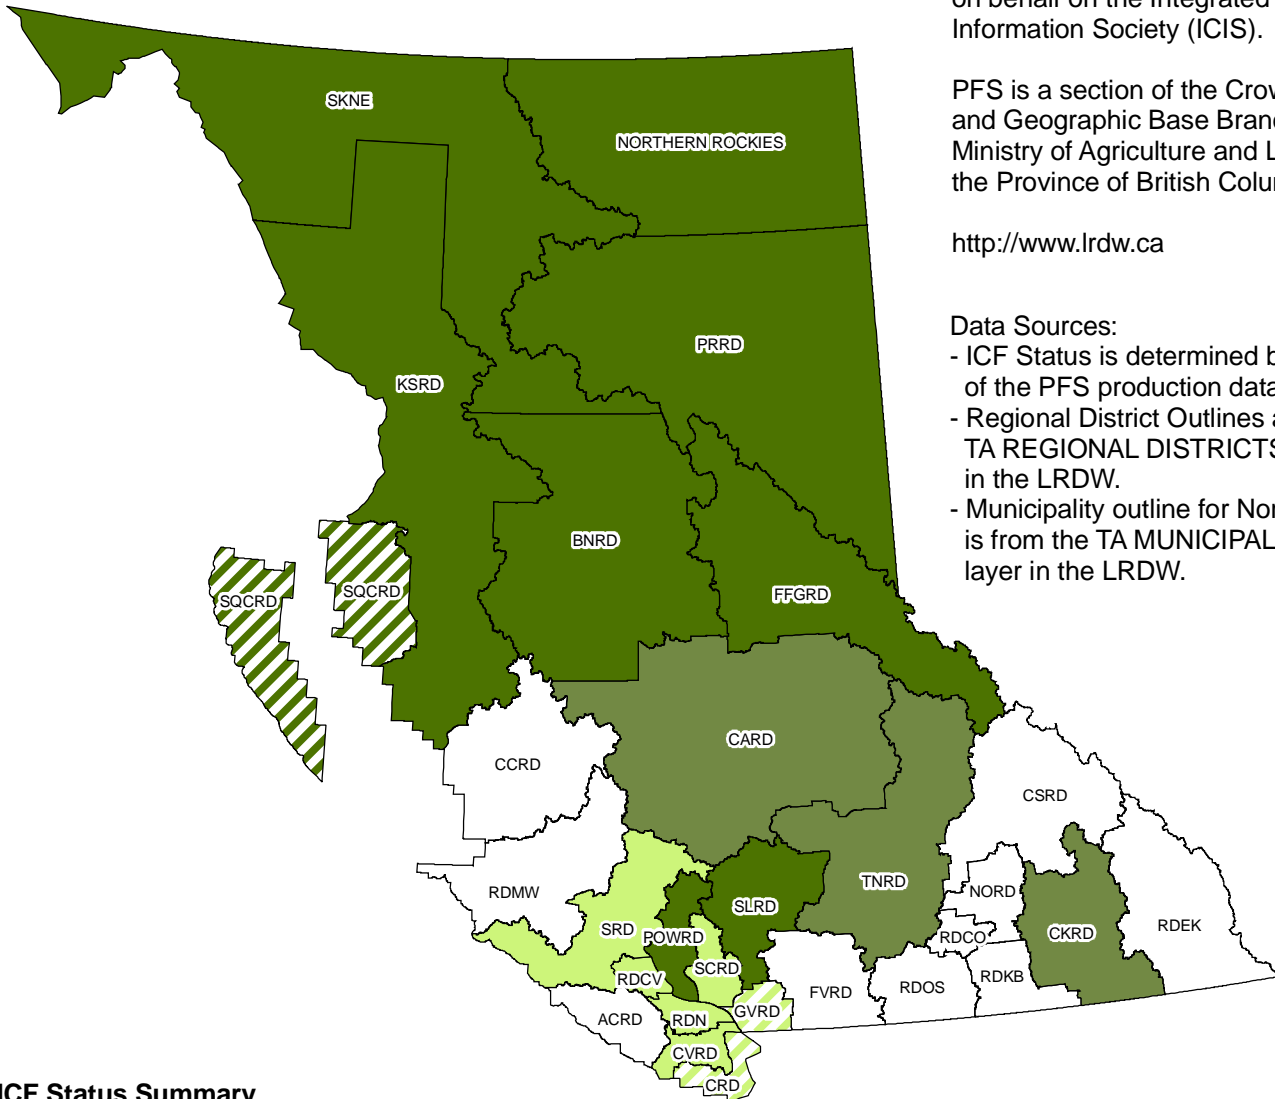 on behalf on the Integrated
Information Society (ICIS).
PFS is a section of the Crow
and Geographic Base Branc
Ministry of Agriculture and L
the Province of British Colur
http://www.lrdw.ca
Data Sources:
- ICF Status is determined b
of the PFS production data
- Regional District Outlines a
TA REGIONAL DISTRICTS
in the LRDW.
- Municipality outline for Nor
is from the TA MUNICIPAL
layer in the LRDW.
SKNE
NORTHERN ROCKIES
PRRD
KSRD
BNRD
SQCRD
SQCRD
FFGRD
CARD
CCRD
CSRD
TNRD
NORD
RDMW
SLRD
SRD
POWRD
RDCO
CKRD
RDEK
SCRD
RDCV
RDKB
FVRD
RDOS
GVRD
ACRD
RDN
CVRD
CRD
ICF Status Summary